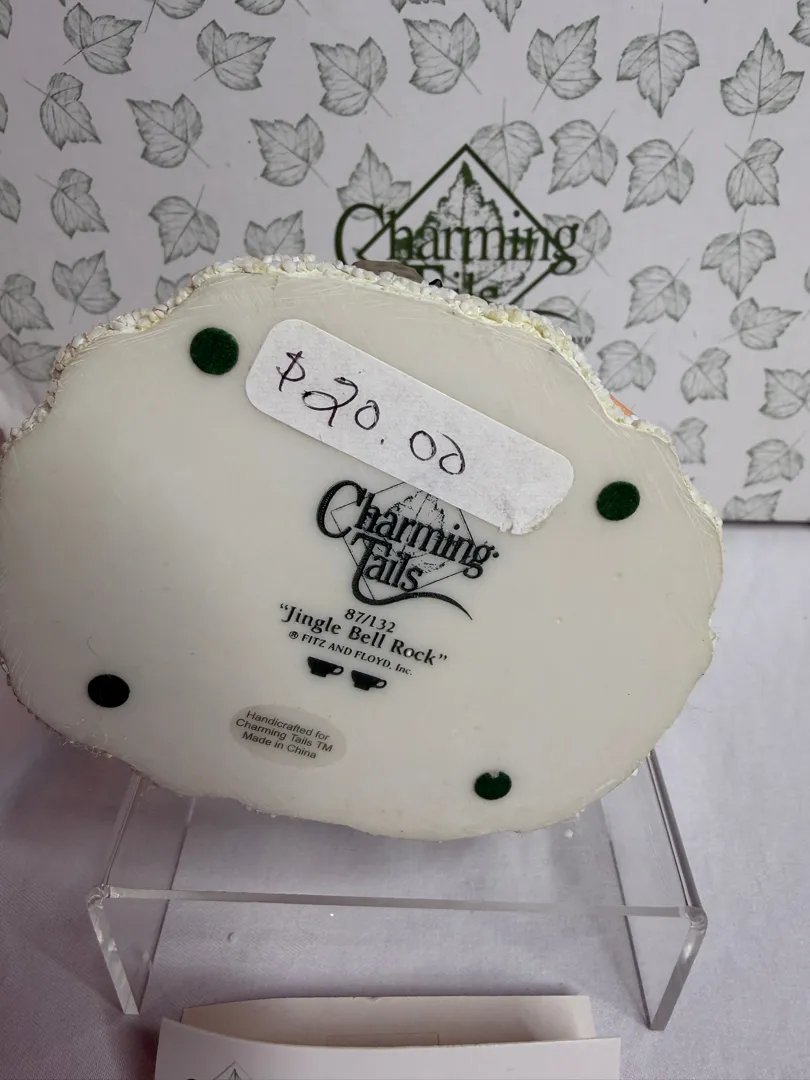 Charming
Tails
$20.00
Charming
Tails
87/132
"Jingle Bell Rock"
® FITZ AND FLOYD, Inc.
Handcrafted for
Charming Tails TM
Made in China